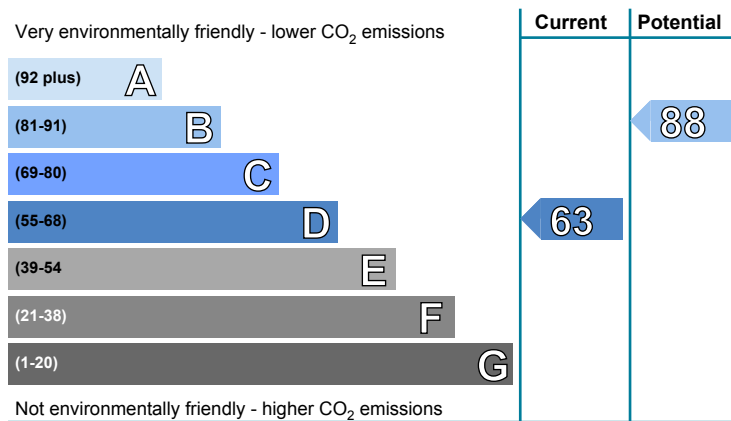 Current Potential
Very environmentally friendly - lower CO2 emissions
(92 plus) A
(81-91) B
88
(69-80) C
(55-68) D
63
(39-54 E
(21-38) F
(1-20) G
Not environmentally friendly - higher CO2 emissions